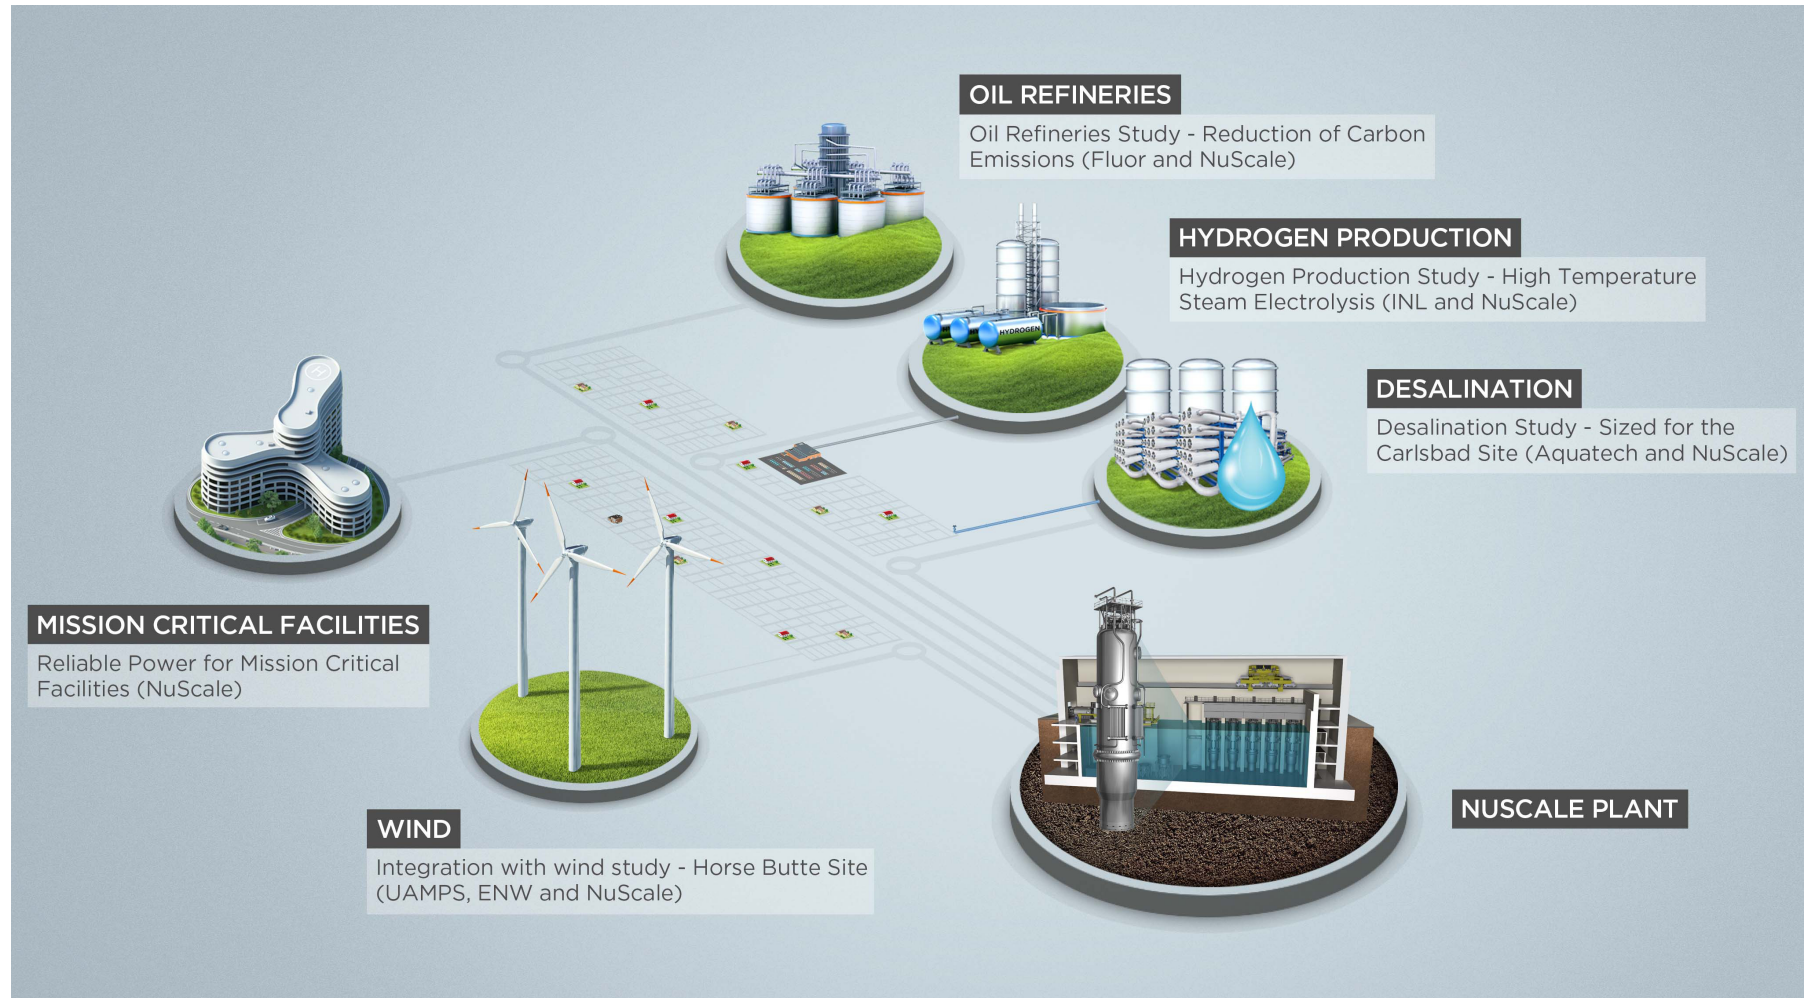 OIL REFINERIES
Oil Refineries Study - Reduction of Carbon
Emissions (Fluor and NuScale)
HYDROGEN PRODUCTION
Hydrogen Production Study - High Temperature
Steam Electrolysis (INL and NuScale)
HYDROGEN
DESALINATION
Desalination Study - Sized for the
Carlsbad Site (Aquatech and NuScale)
H
MISSION CRITICAL FACILITIES
Reliable Power for Mission Critical
Facilities (NuScale)
WIND
Integration with wind study - Horse Butte Site
(UAMPS, ENW and NuScale)
NUSCALE PLANT